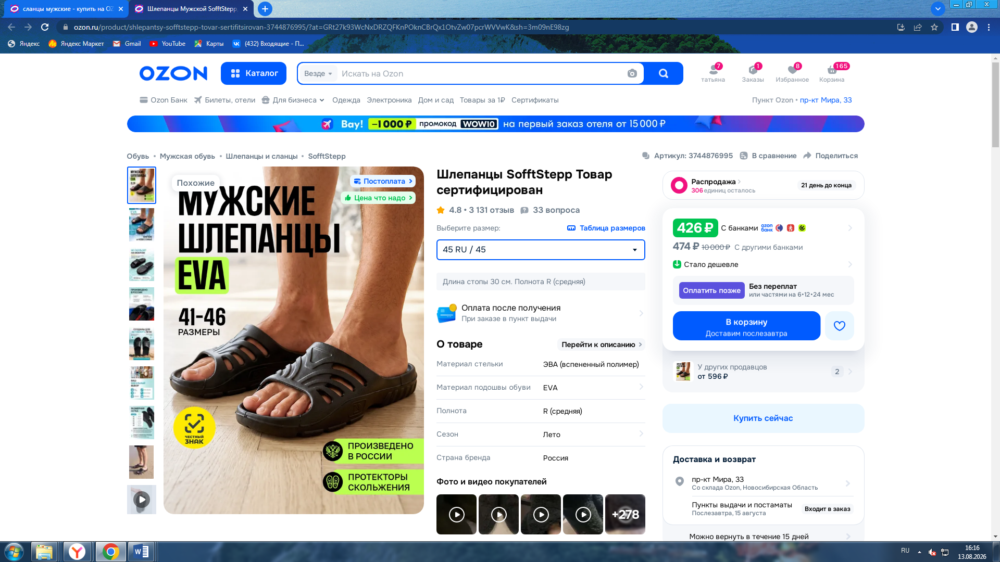 сланцы мужские - купить на OZ
Шлепанцы Мужской SofftStepp,
ozon.ru/product/shlepantsy-sofftstepp-tovar-sertifitsirovan-3744876995/?at=GRt27k93WcNxDRZQFKnPOknCBrQx1OtvZw07pcrWVVwK&sh=3m09nE98zg
Яндекс
Яндекс Маркет
Gmail
YouTube
Карты
(432) Входящие - П...
OZON
Каталог
Везде
Искать на Ozon
7
татьяна
1
Заказы
8
Избранное
165
Корзина
Ozon Банк
Билеты, отели
Для бизнеса
Одежда
Электроника
Дом и сад
Товары за 1₽
Сертификаты
Пункт Ozon • пр-кт Мира, 33
Вау! −1 000 ₽ промокод WOW10 на первый заказ отеля от 15 000 ₽
Обувь • Мужская обувь • Шлепанцы и сланцы • SofftStepp
Артикул: 3744876995
В сравнение
Поделиться
Похожие
Постоплата
Цена что надо
МУЖСКИЕ
ШЛЕПАНЦЫ
EVA
41-46
РАЗМЕРЫ
ЧЕСТНЫЙ
ЗНАК
ПРОИЗВЕДЕНО
В РОССИИ
ПРОТЕКТОРЫ
СКОЛЬЖЕНИЯ
Шлепанцы SofftStepp Товар
сертифицирован
4.8 • 3 131 отзыв
33 вопроса
Выберите размер:
Таблица размеров
45 RU / 45
Длина стопы 30 см. Полнота R (средняя)
Оплата после получения
При заказе в пункт выдачи
О товаре
Перейти к описанию
Материал стельки
ЭВА (вспененный полимер)
Материал подошвы обуви
EVA
Полнота
R (средняя)
Сезон
Лето
Страна бренда
Россия
Фото и видео покупателей
+278
Распродажа
306 единиц осталось
21 день до конца
426 ₽
С банками
ozon банк
474 ₽ 10 000 ₽ С другими банками
Стало дешевле
Оплатить позже
Без переплат
или частями на 6•12•24 мес
В корзину
Доставим послезавтра
У других продавцов
от 596 ₽
2
Купить сейчас
Доставка и возврат
пр-кт Мира, 33
Со склада Ozon, Новосибирская Область
Пункты выдачи и постаматы
Послезавтра, 15 августа
Входит в заказ
Можно вернуть в течение 15 дней
RU
16:16
13.08.2026